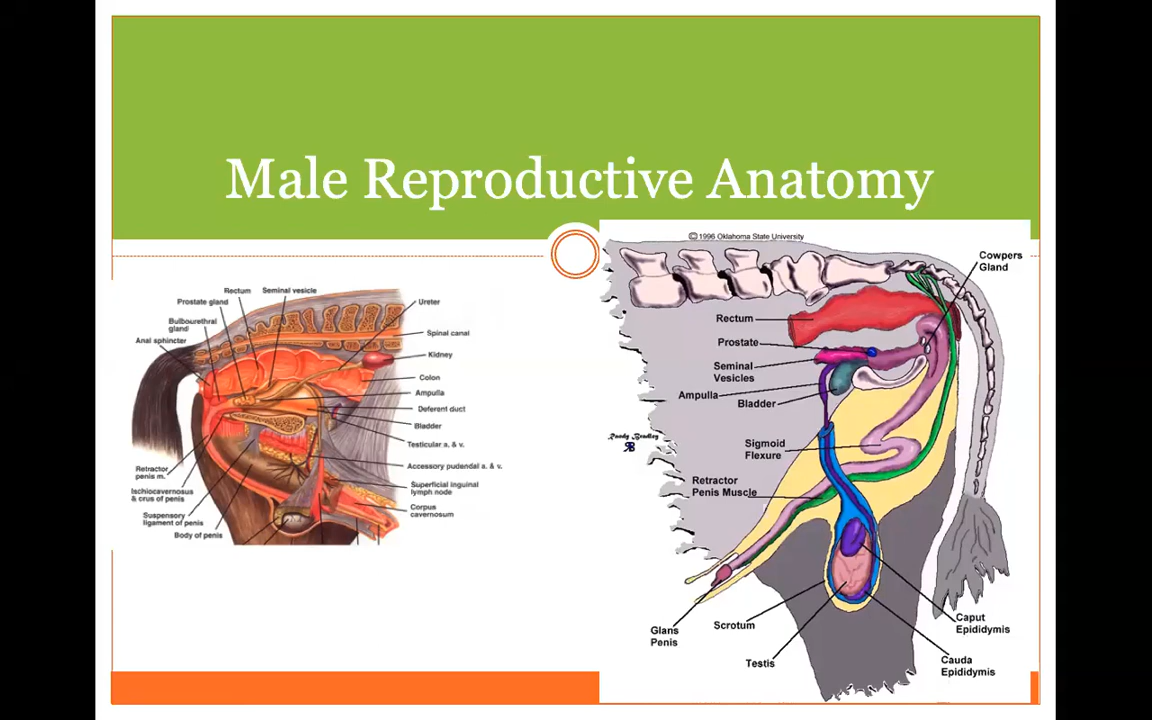 Male Reproductive Anatomy
Rectum
Seminal vesicle
Prostate gland
Bulbourethral
gland
Anal sphincter
Ureter
Spinal canal
Kidney
Colon
Ampulla
Deferent duct
Bladder
Testicular a. & v.
Accessory pudendal a. & v.
Superficial inguinal
lymph node
Corpus
cavernosum
Retractor
penis m.
Ischiocavernosus
& crus of penis
Suspensory
ligament of penis
Body of penis
© 1996 Oklahoma State University
Cowpers
Gland
Rectum
Prostate
Seminal
Vesicles
Ampulla
Bladder
Randy Bradley
B
Sigmoid
Flexure
Retractor
Penis Muscle
Glans
Penis
Scrotum
Testis
Caput
Epididymis
Cauda
Epididymis